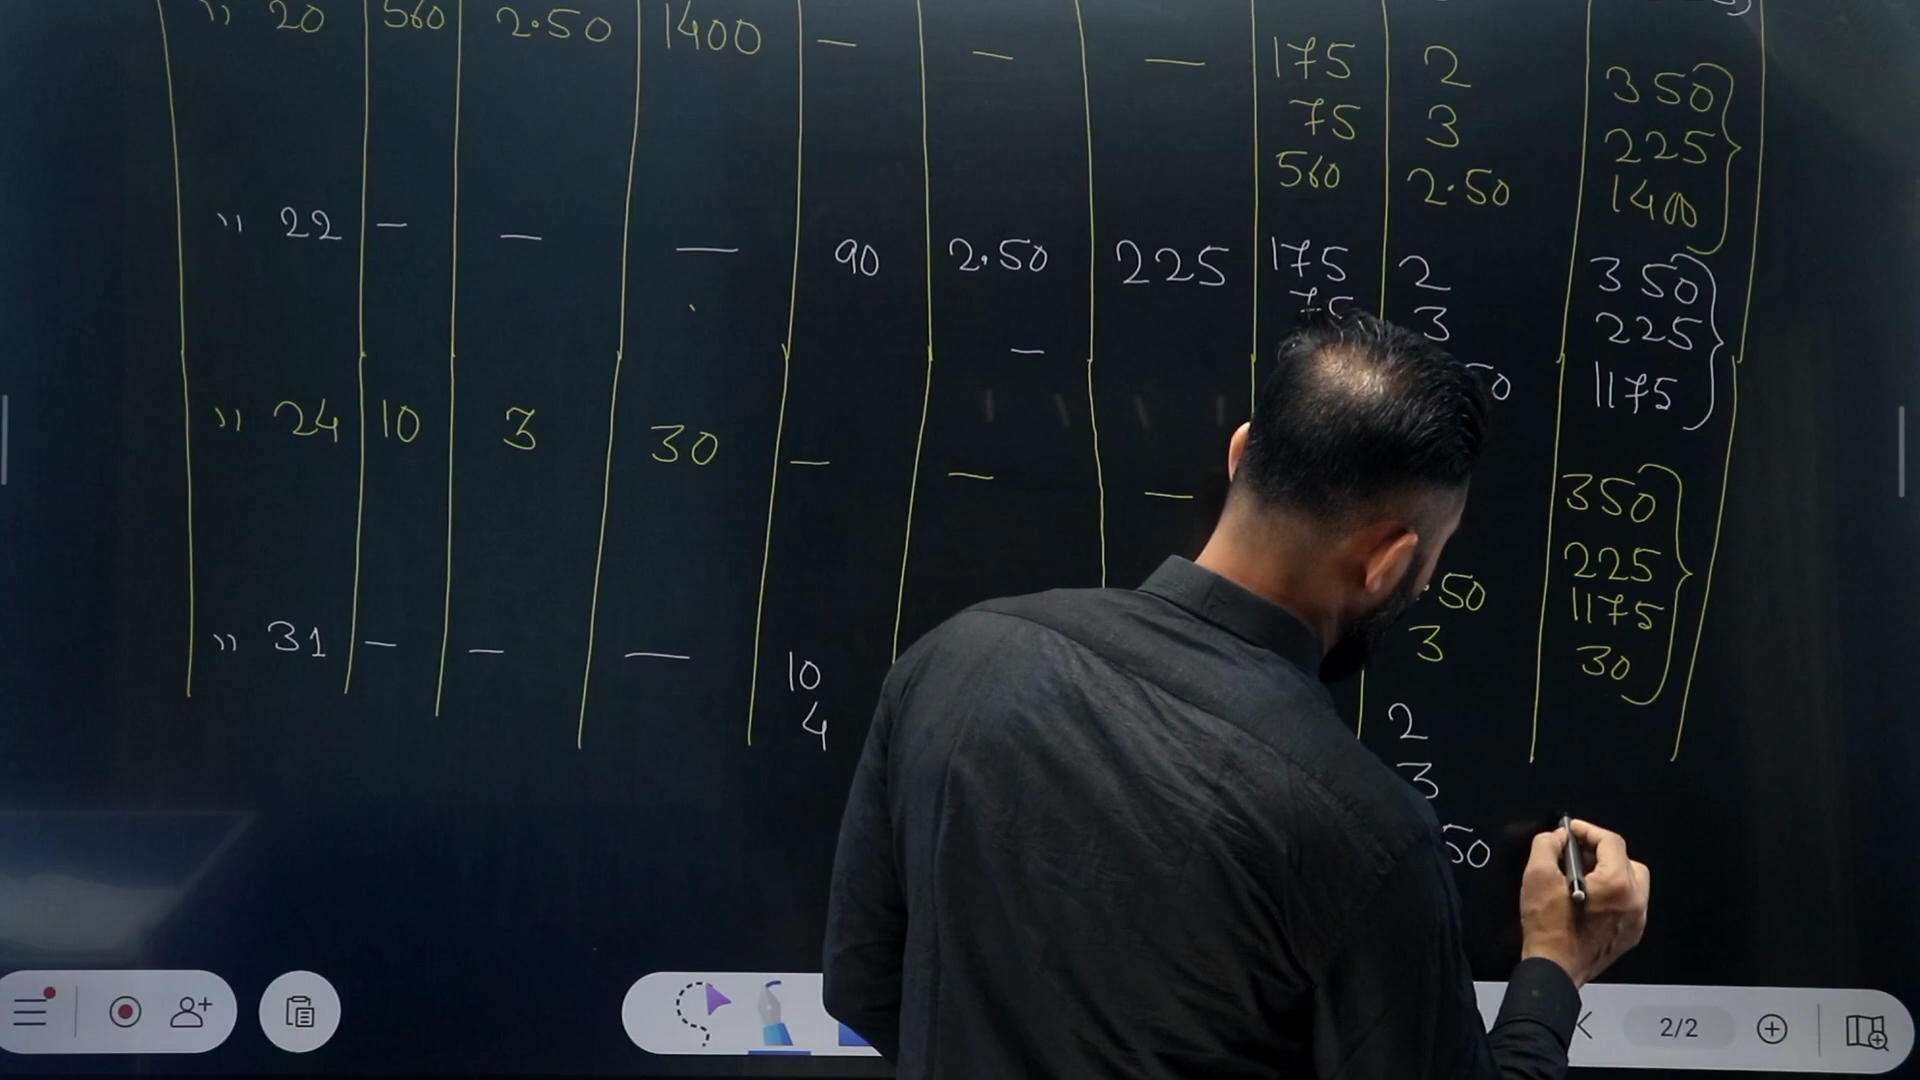 " 20 560 2.50 1400 — — — 175 2 350
75 3 225
560 2.50 1400
" 22 — — — 90 2.50 225 175 2 350
75 3 225
50 1175
" 24 10 3 30 — — — 350
225
.50 1175
3 30
" 31 — — — 10 2
4 3
50
2/2